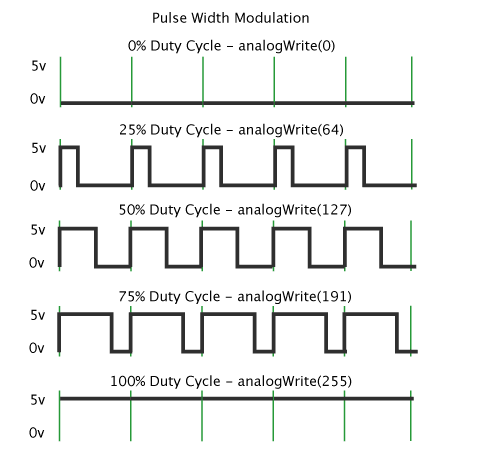 Pulse Width Modulation
0% Duty Cycle - analogWrite(0)
5v
0v
25% Duty Cycle - analogWrite(64)
5v
0v
50% Duty Cycle - analogWrite(127)
5v
0v
75% Duty Cycle - analogWrite(191)
5v
0v
100% Duty Cycle - analogWrite(255)
5v
0v